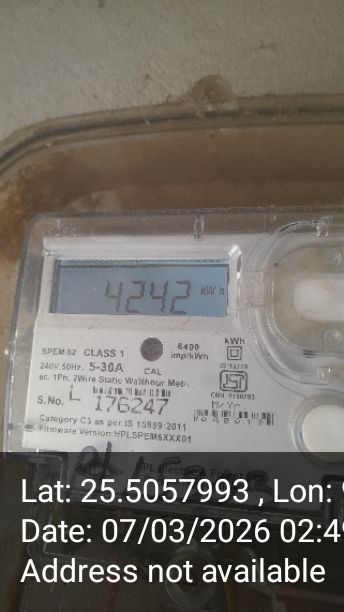 4242 kWh
SPEM 02 CLASS 1
6400
imp/kWh
kWh
240V, 50Hz, 5-30A
CAL
ac. 1Ph, 2Wire Static Watthour Metr
S.No. L 176247
Category C3 as per IS 15959:2011
Firmware Version:HPLSPEM6XXX01
Lat: 25.5057993 , Lon:
Date: 07/03/2026 02:49
Address not available